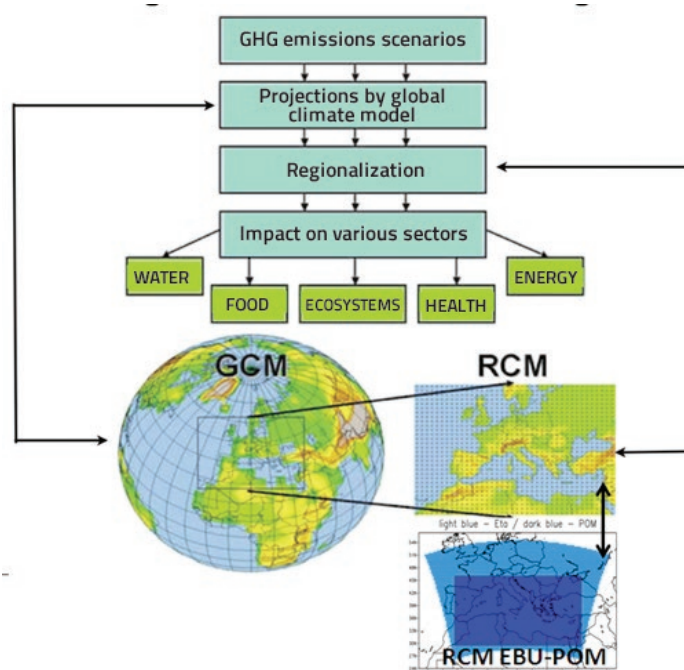 GHG emissions scenarios
Projections by global
climate model
Regionalization
Impact on various sectors
WATER
FOOD
ECOSYSTEMS
HEALTH
ENERGY
GCM
RCM
light blue – Eta / dark blue – POM
RCM EBU-POM